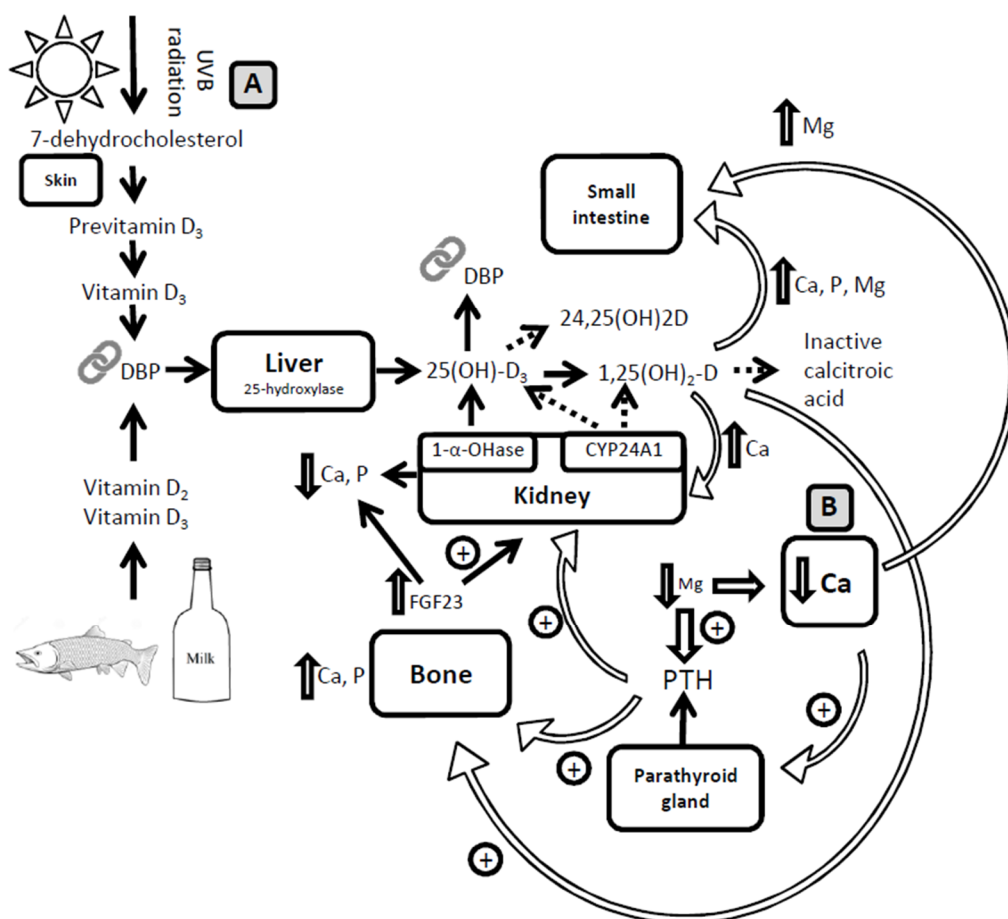 UVB
radiation
A
7-dehydrocholesterol
Skin
Previtamin D₃
Vitamin D₃
DBP
Liver
25-hydroxylase
Vitamin D₂
Vitamin D₃
Milk
DBP
24,25(OH)2D
25(OH)-D₃
1,25(OH)₂-D
Inactive
calcitroic
acid
Small
intestine
Mg
Ca, P, Mg
Ca
1-α-OHase
CYP24A1
Kidney
Ca, P
+
FGF23
Ca, P
Bone
B
Ca
Mg
+
+
PTH
+
+
Parathyroid
gland
+